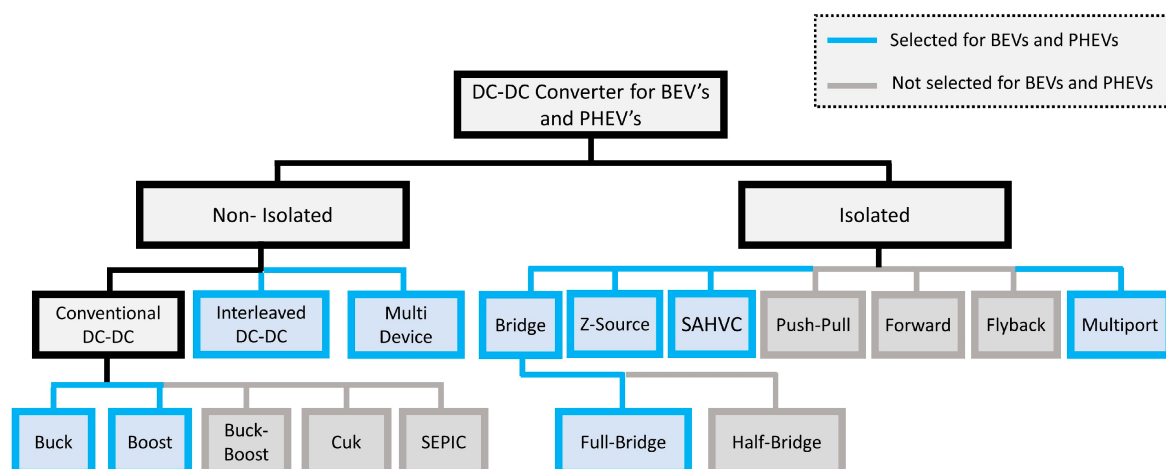 Selected for BEVs and PHEVs
Not selected for BEVs and PHEVs
DC-DC Converter for BEV's
and PHEV's
Non- Isolated
Isolated
Conventional
DC-DC
Interleaved
DC-DC
Multi
Device
Bridge
Z-Source
SAHVC
Push-Pull
Forward
Flyback
Multiport
Buck
Boost
Buck-
Boost
Cuk
SEPIC
Full-Bridge
Half-Bridge